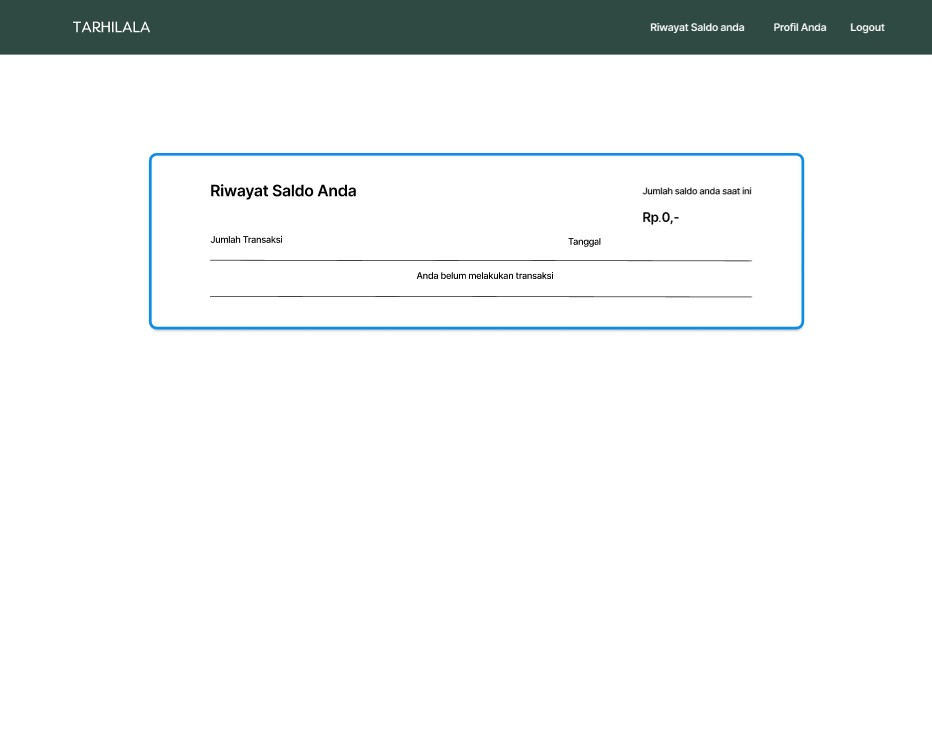 TARHILALA
Riwayat Saldo anda
Profil Anda
Logout
Riwayat Saldo Anda
Jumlah saldo anda saat ini
Rp.0,-
Jumlah Transaksi
Tanggal
Anda belum melakukan transaksi